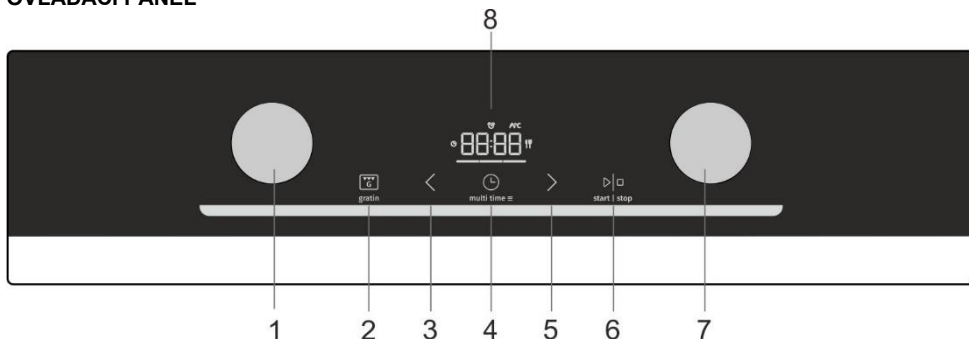 OVLÁDACÍ PANEL
8
88:88
G
gratin
multi time
start | stop
1 2 3 4 5 6 7